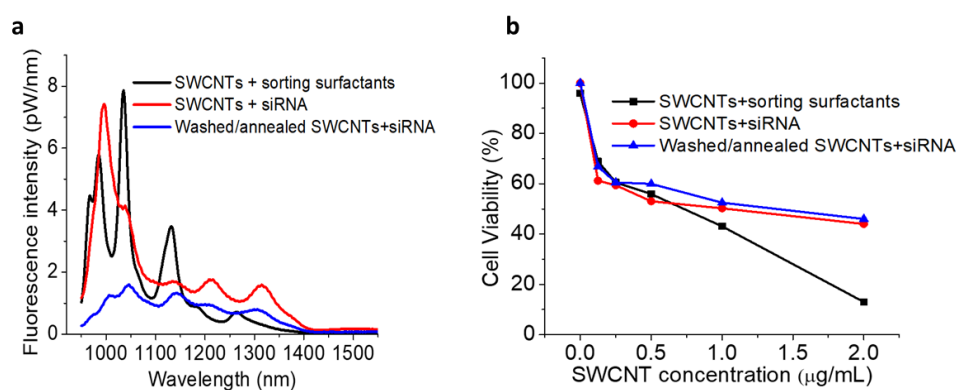 a
Fluorescence intensity (pW/nm)
8
6
4
2
0
SWCNTs + sorting surfactants
SWCNTs + siRNA
Washed/annealed SWCNTs+siRNA
1000 1100 1200 1300 1400 1500
Wavelength (nm)
b
Cell Viability (%)
100
80
60
40
20
0
SWCNTs+sorting surfactants
SWCNTs+siRNA
Washed/annealed SWCNTs+siRNA
0.0 0.5 1.0 2.0
SWCNT concentration (μg/mL)